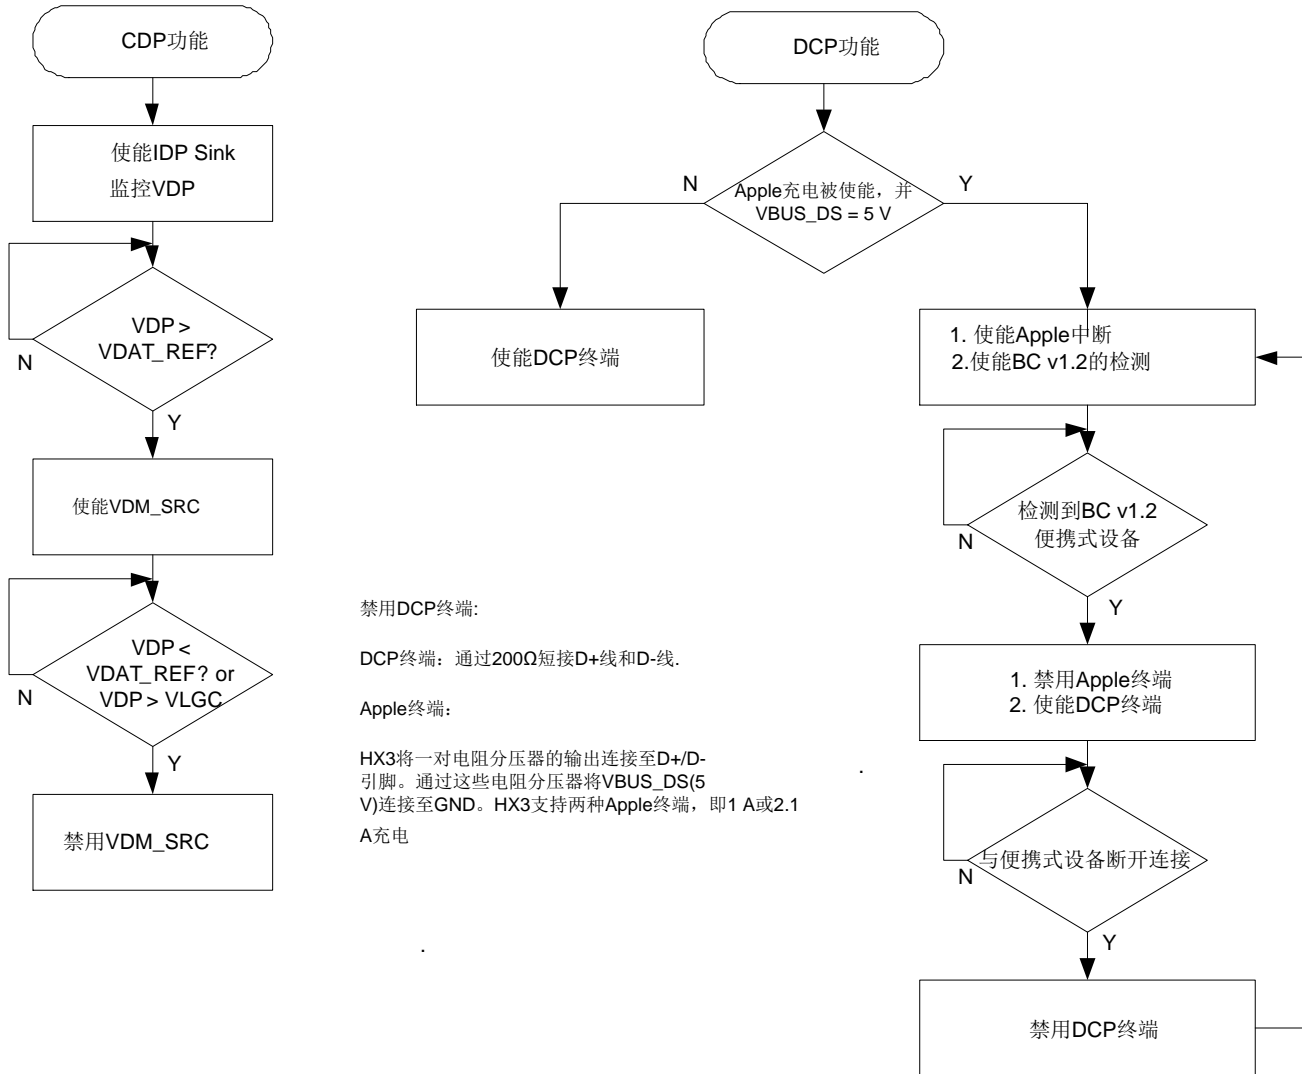 CDP功能
使能IDP Sink
监控VDP
VDP >
VDAT_REF?
N
Y
使能VDM_SRC
VDP <
VDAT_REF? or
VDP > VLGC
N
Y
禁用VDM_SRC
DCP功能
N
Apple充电被使能，并
VBUS_DS = 5 V
Y
使能DCP终端
1. 使能Apple中断
2.使能BC v1.2的检测
检测到BC v1.2
便携式设备
N
Y
1. 禁用Apple终端
2. 使能DCP终端
与便携式设备断开连接
N
Y
禁用DCP终端
禁用DCP终端:
DCP终端：通过200Ω短接D+线和D-线.
Apple终端：
HX3将一对电阻分压器的输出连接至D+/D-
引脚。通过这些电阻分压器将VBUS_DS(5
V)连接至GND。HX3支持两种Apple终端，即1 A或2.1
A充电
.
.